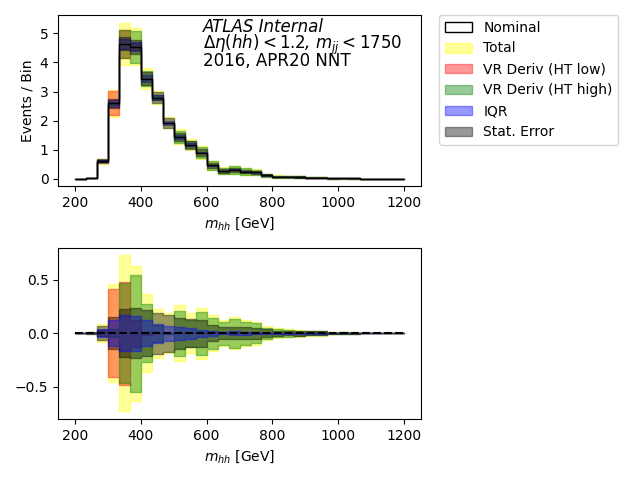 ATLAS Internal
Δη(hh) < 1.2, m_jj < 1750
2016, APR20 NNT
Events / Bin
5
4
3
2
1
0
200 400 600 800 1000 1200
m_hh [GeV]
Nominal
Total
VR Deriv (HT low)
VR Deriv (HT high)
IQR
Stat. Error
0.5
0.0
−0.5
200 400 600 800 1000 1200
m_hh [GeV]